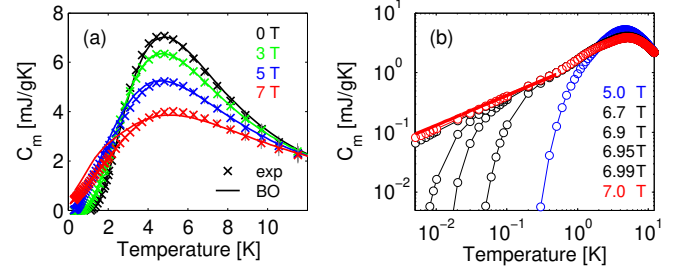 (a)
0 T
3 T
5 T
7 T
× exp
BO
8
6
4
2
0
0 2 4 6 8 10
Temperature [K]
C_m [mJ/gK]
(b)
5.0 T
6.7 T
6.9 T
6.95T
6.99T
7.0 T
10^1
10^0
10^-1
10^-2
10^-2 10^-1 10^0 10^1
Temperature [K]
C_m [mJ/gK]